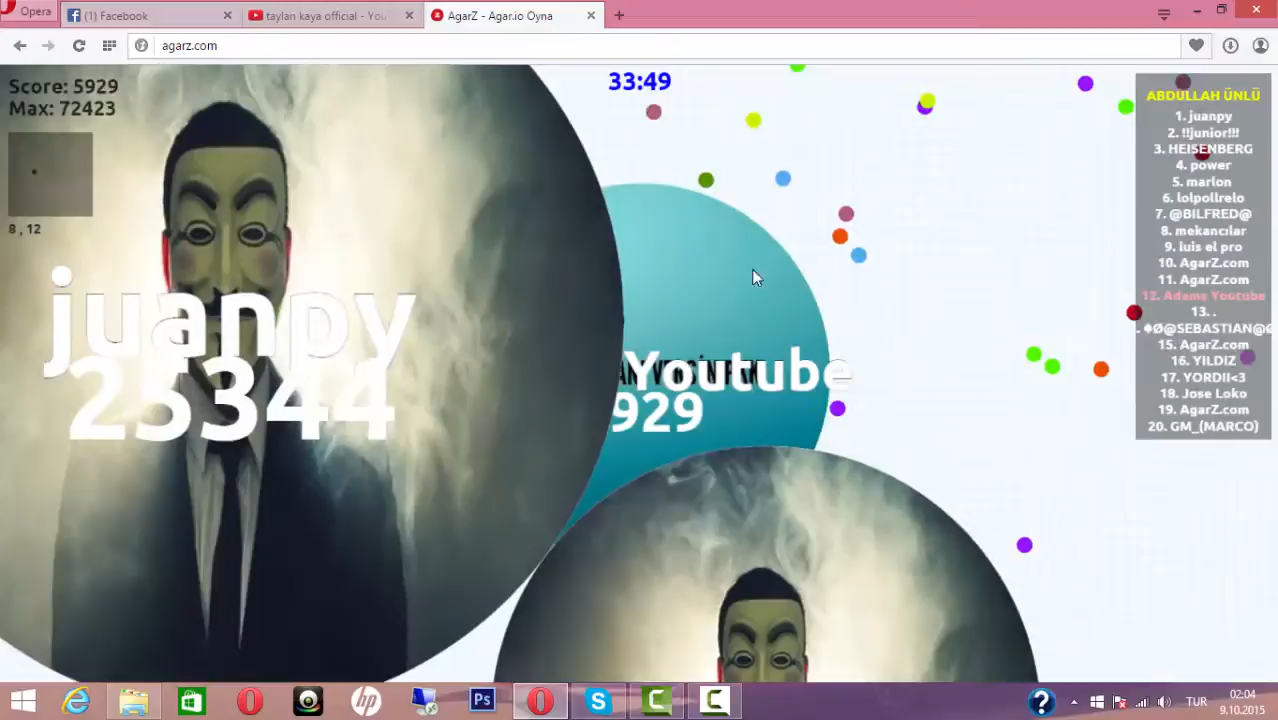 Opera
(1) Facebook
taylan kaya official - You
AgarZ - Agar.io Oyna
agarz.com
Score: 5929
Max: 72423
8 , 12
33:49
juanpy
25344
Youtube
929
ABDULLAH ÜNLÜ
1. juanpy
2. !!junior!!!
3. HEISENBERG
4. power
5. marlon
6. lolpollrelo
7. @BILFRED@
8. mekancılar
9. luis el pro
10. AgarZ.com
11. AgarZ.com
12. Adams Youtube
13. .
15. AgarZ.com
16. YILDIZ
17. YORDII<3
18. Jose Loko
19. AgarZ.com
20. GM_(MARCO)
hp
Ps
TUR
02:04
9.10.2015